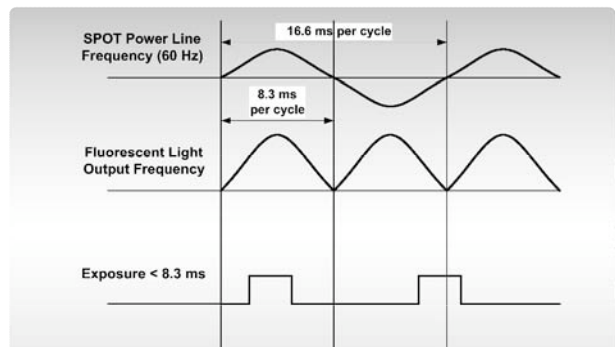 SPOT Power Line
Frequency (60 Hz)
16.6 ms per cycle
8.3 ms
per cycle
Fluorescent Light
Output Frequency
Exposure < 8.3 ms